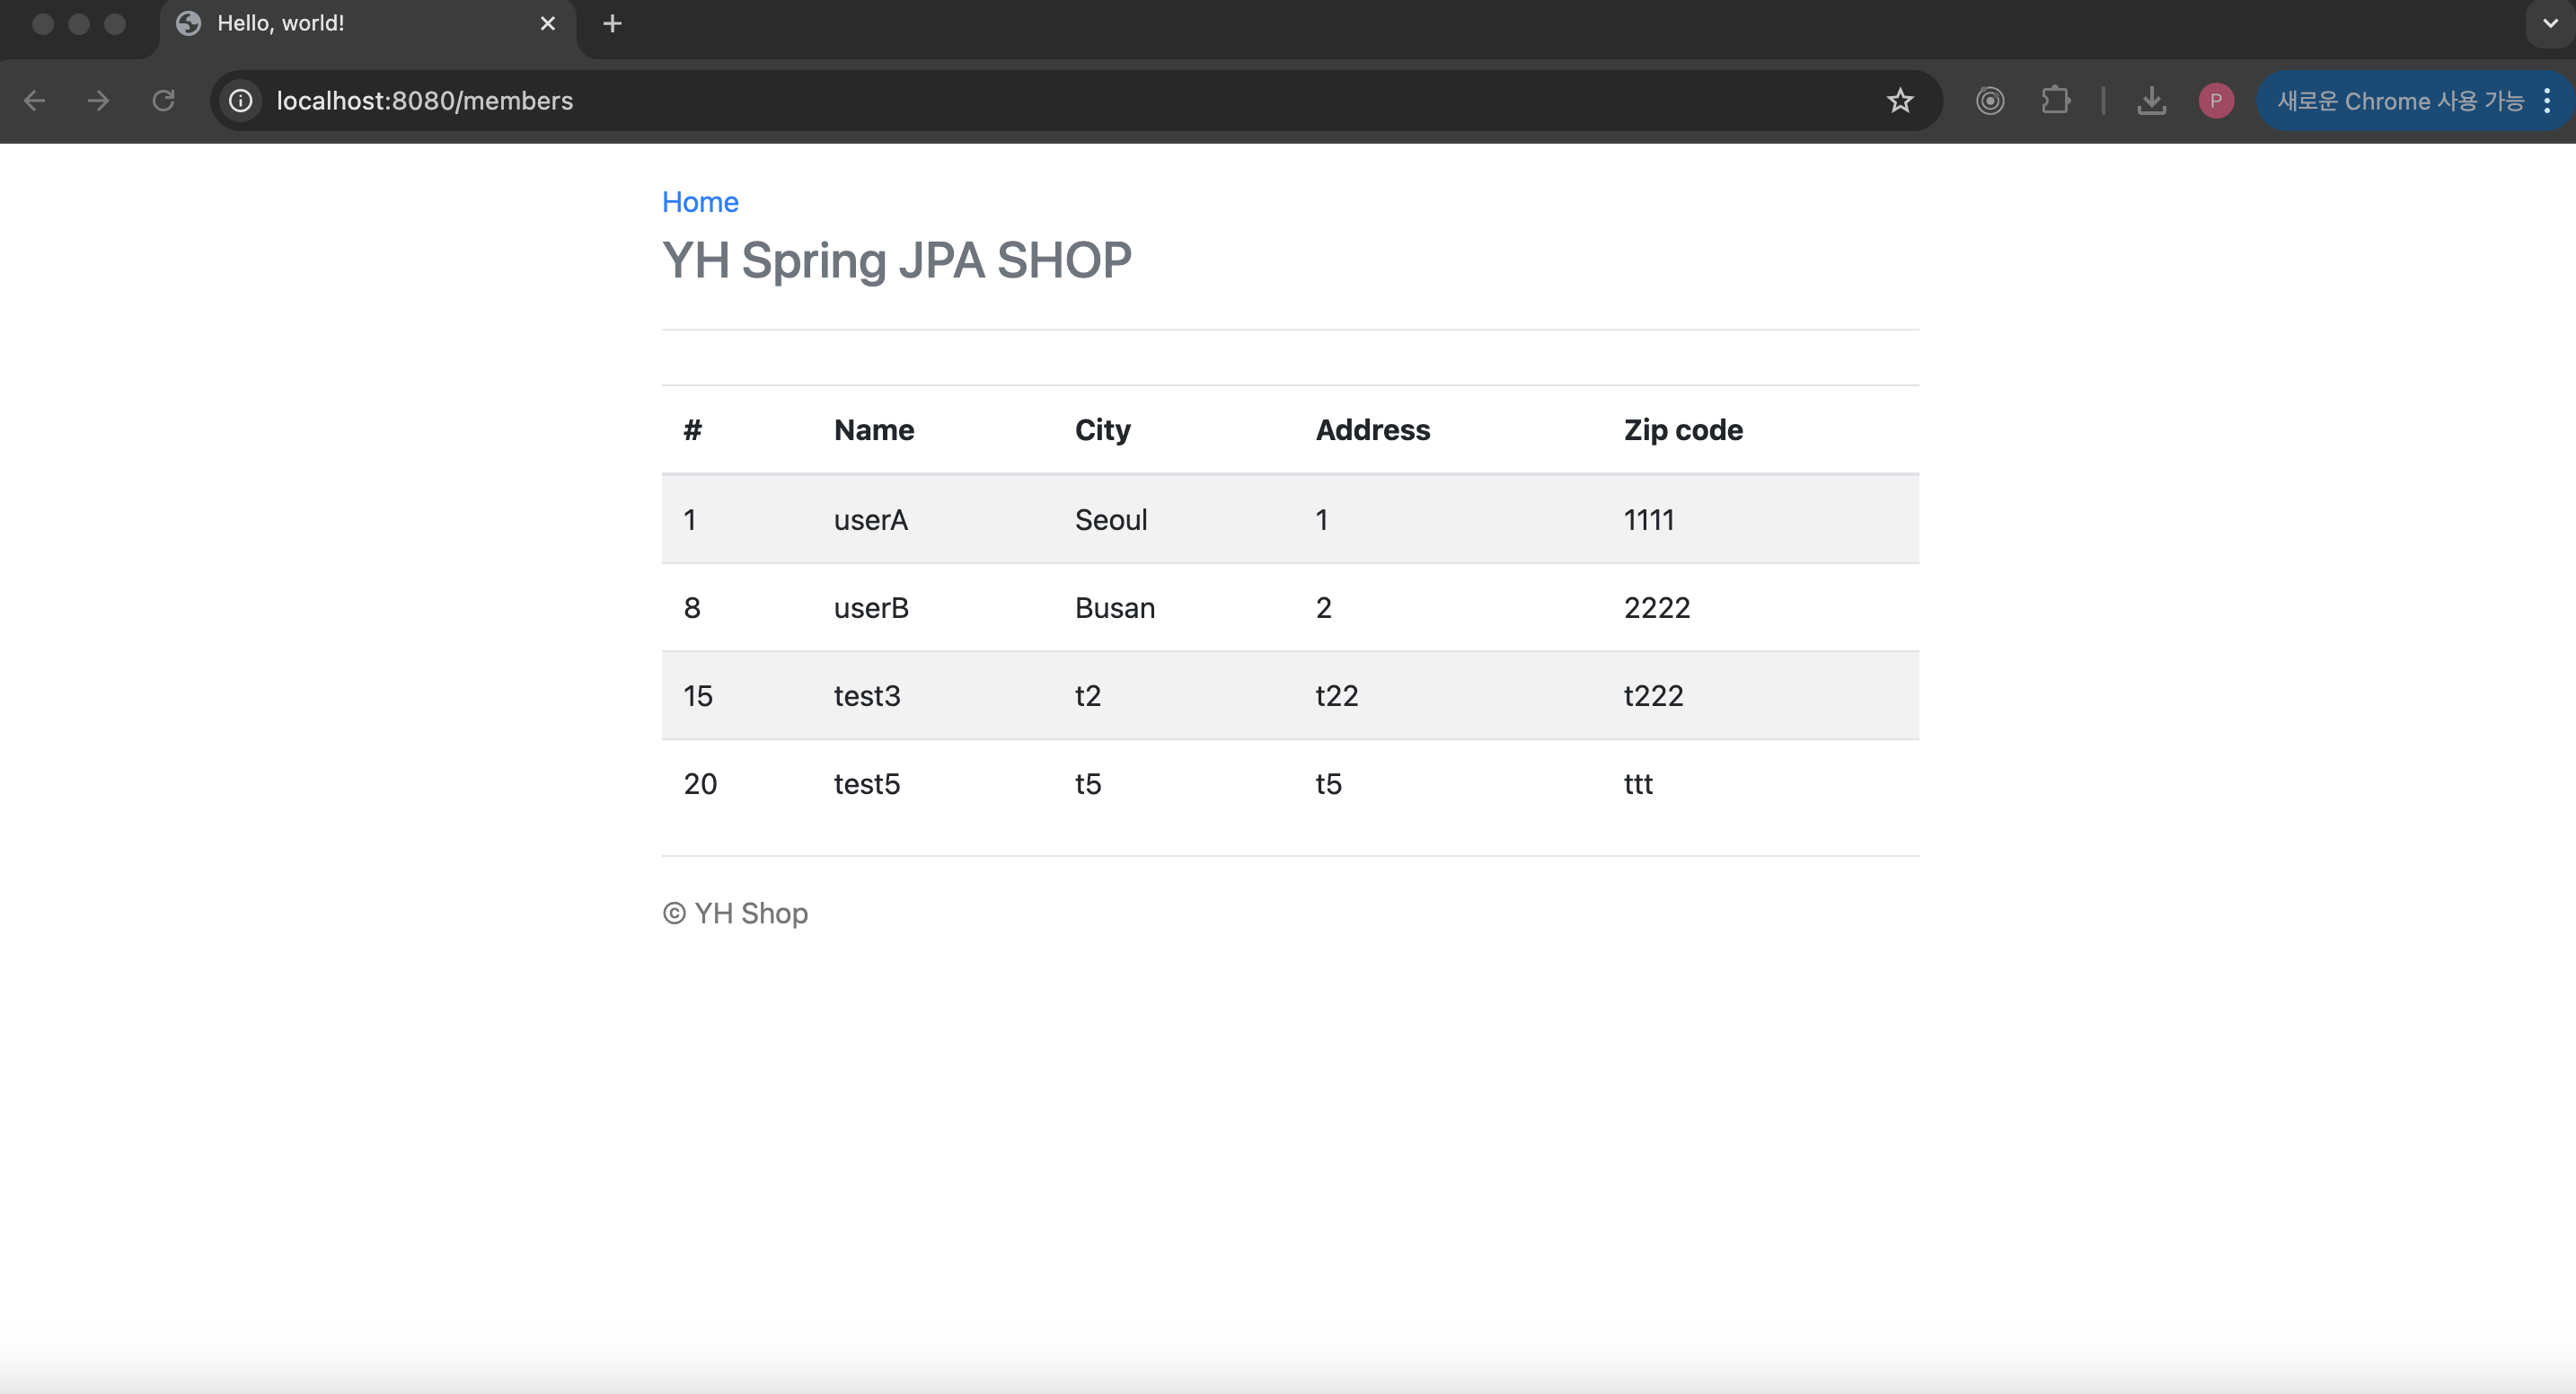 Hello, world!
localhost:8080/members
P
새로운 Chrome 사용 가능
Home
YH Spring JPA SHOP
# Name City Address Zip code
1 userA Seoul 1 1111
8 userB Busan 2 2222
15 test3 t2 t22 t222
20 test5 t5 t5 ttt
© YH Shop